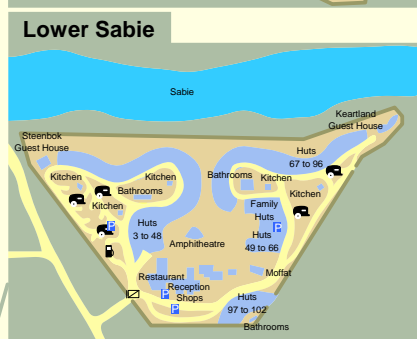 Lower Sabie
Sabie
Keartland
Guest House
Steenbok
Guest House
Huts
67 to 96
Kitchen
Kitchen
Bathrooms
Kitchen
Bathrooms
Kitchen
Kitchen
Family
Huts
Huts
3 to 48
P
P
Huts
49 to 66
Amphitheatre
Restaurant
Moffat
Reception
P
Shops
Huts
97 to 102
P
Bathrooms